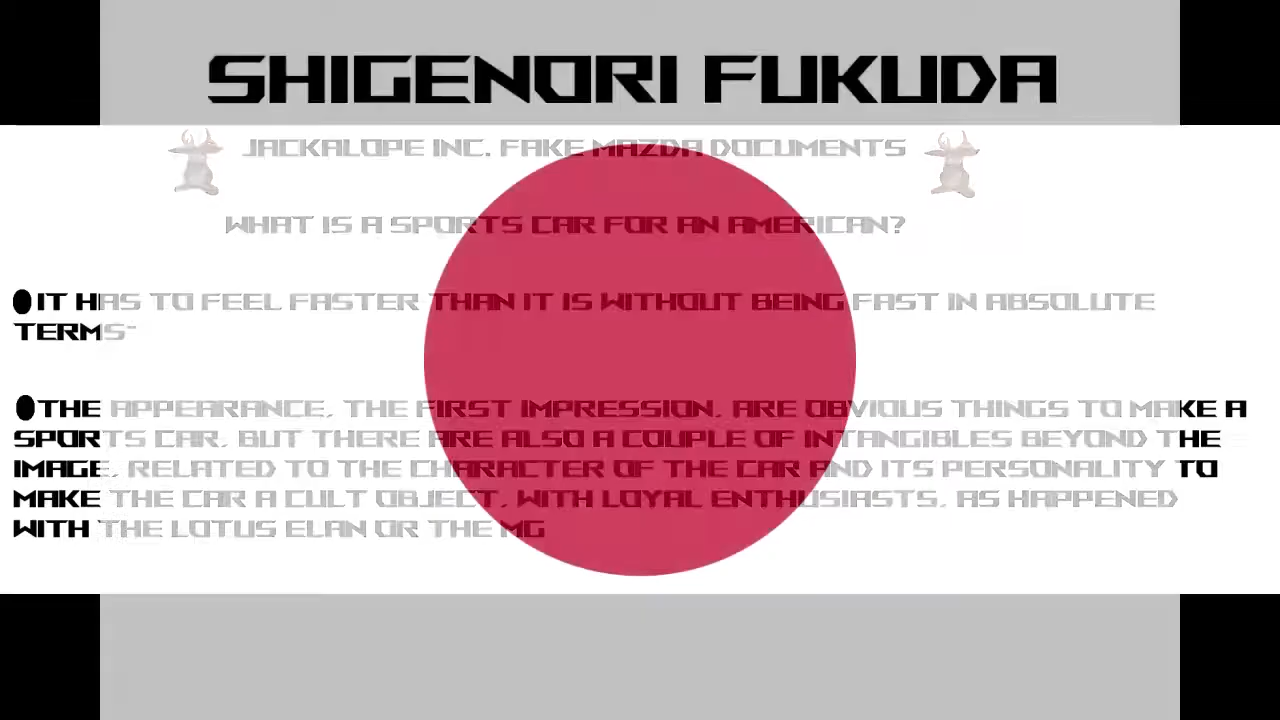 SHIGENORI FUKUDA
JACKALOPE INC. FAKE MAZDA DOCUMENTS
WHAT IS A SPORTS CAR FOR AN AMERICAN?
●IT HAS TO FEEL FASTER THAN IT IS WITHOUT BEING FAST IN ABSOLUTE
TERMS-
●THE APPEARANCE, THE FIRST IMPRESSION, ARE OBVIOUS THINGS TO MAKE A
SPORTS CAR, BUT THERE ARE ALSO A COUPLE OF INTANGIBLES BEYOND THE
IMAGE, RELATED TO THE CHARACTER OF THE CAR AND ITS PERSONALITY TO
MAKE THE CAR A CULT OBJECT, WITH LOYAL ENTHUSIASTS, AS HAPPENED
WITH THE LOTUS ELAN OR THE MG